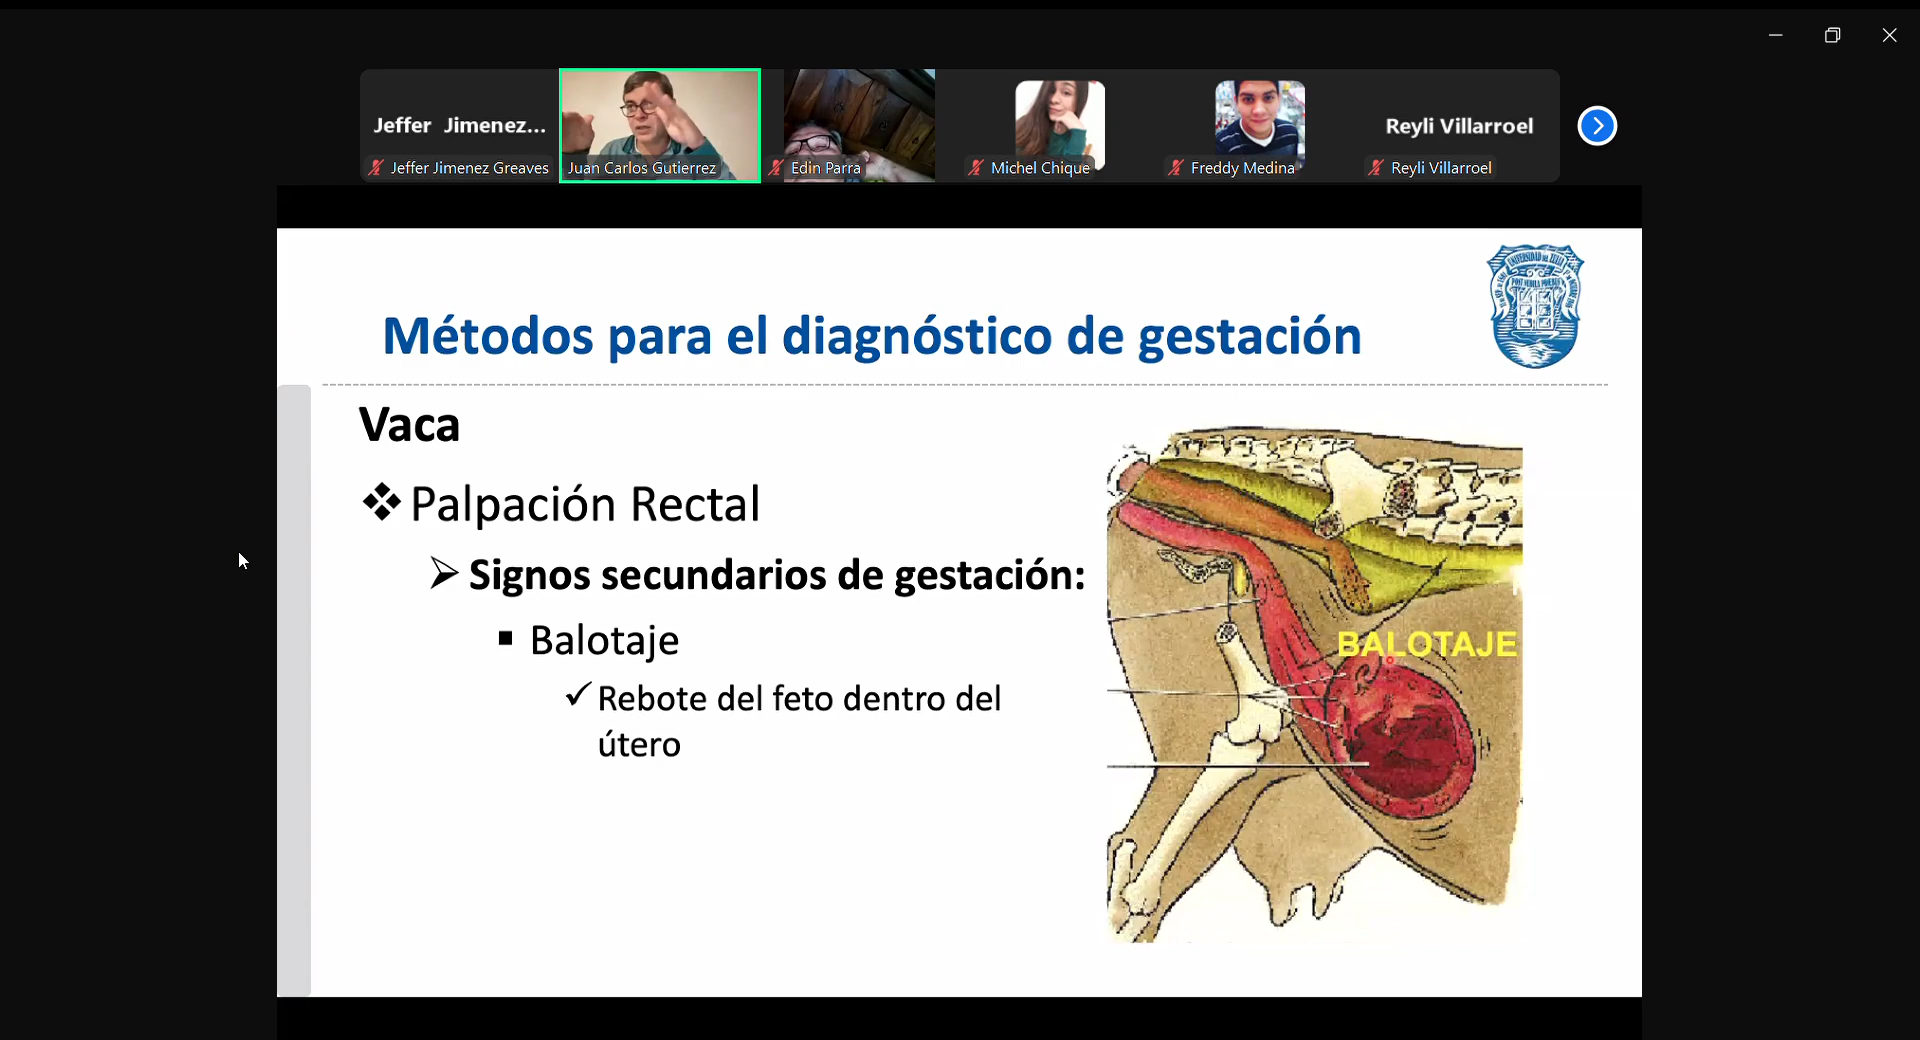 Jeffer Jimenez...
Reyli Villarroel
Jeffer Jimenez Greaves
Juan Carlos Gutierrez
Edin Parra
Michel Chique
Freddy Medina
Reyli Villarroel
Métodos para el diagnóstico de gestación
Vaca
❖ Palpación Rectal
➢ Signos secundarios de gestación:
▪ Balotaje
✓ Rebote del feto dentro del
útero
BALOTAJE